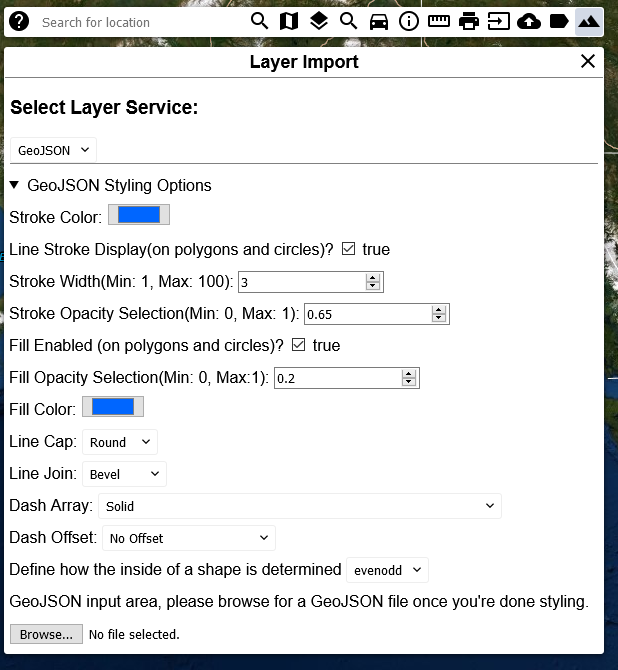 ? Search for location
Layer Import
Select Layer Service:
GeoJSON
GeoJSON Styling Options
Stroke Color:
Line Stroke Display(on polygons and circles)? true
Stroke Width(Min: 1, Max: 100): 3
Stroke Opacity Selection(Min: 0, Max: 1): 0.65
Fill Enabled (on polygons and circles)? true
Fill Opacity Selection(Min: 0, Max:1): 0.2
Fill Color:
Line Cap: Round
Line Join: Bevel
Dash Array: Solid
Dash Offset: No Offset
Define how the inside of a shape is determined evenodd
GeoJSON input area, please browse for a GeoJSON file once you're done styling.
Browse... No file selected.